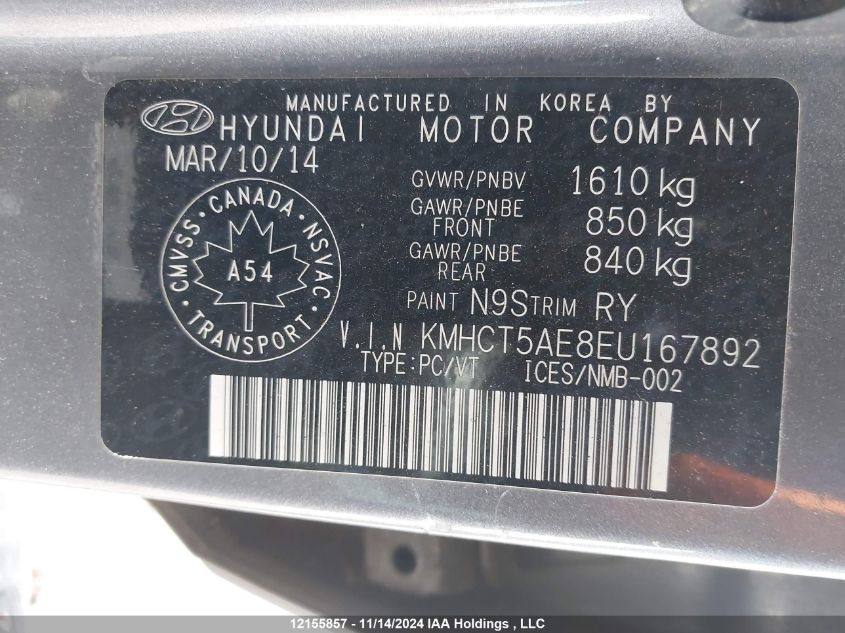 MANUFACTURED IN KOREA BY
HYUNDAI MOTOR COMPANY
MAR/10/14
GVWR/PNBV 1610 kg
GAWR/PNBE FRONT 850 kg
GAWR/PNBE REAR 840 kg
CMVSS · CANADA · NSVAC · TRANSPORT ·
A54
PAINT N9S TRIM RY
V.I.N KMHCT5AE8EU167892
TYPE:PC/VT ICES/NMB-002
12155857 - 11/14/2024 IAA Holdings , LLC